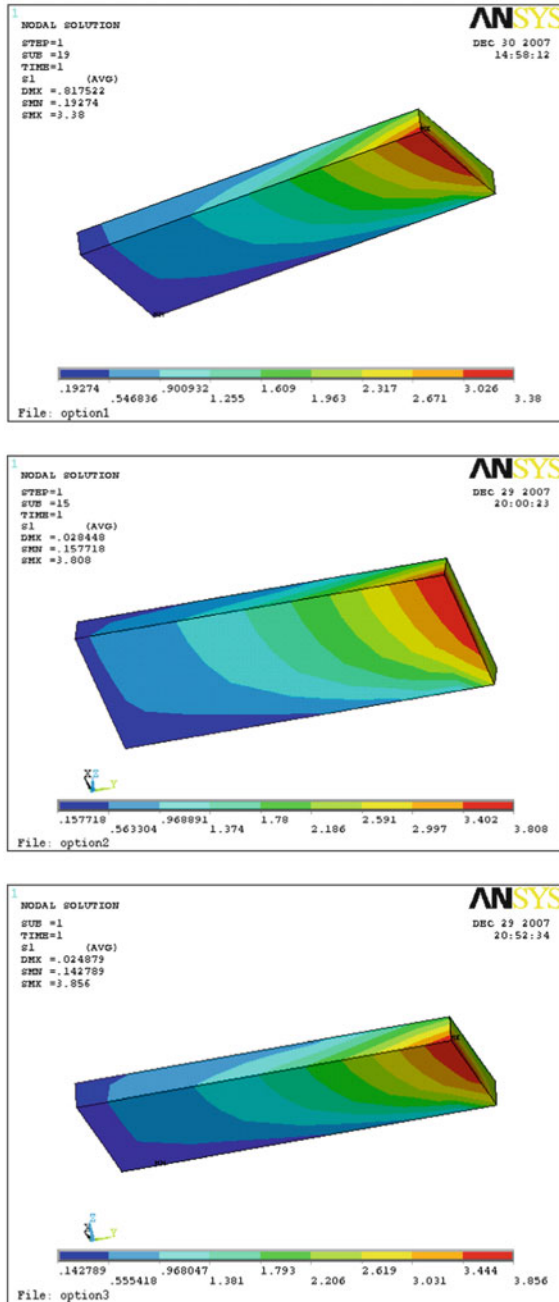 1
NODAL SOLUTION
ANSYS
STEP=1
SUB =19
TIME=1
S1 (AVG)
DMX =.817522
SMN =.19274
SMX =3.38
DEC 30 2007
14:58:12
MX
MN
.19274 .900932 1.609 2.317 3.026
.546836 1.255 1.963 2.671 3.38
File: option1
1
NODAL SOLUTION
ANSYS
STEP=1
SUB =15
TIME=1
S1 (AVG)
DMX =.028448
SMN =.157718
SMX =3.808
DEC 29 2007
20:00:23
X Z Y
.157718 .968891 1.78 2.591 3.402
.563304 1.374 2.186 2.997 3.808
File: option2
1
NODAL SOLUTION
ANSYS
SUB =1
TIME=1
S1 (AVG)
DMX =.024879
SMN =.142789
SMX =3.856
DEC 29 2007
20:52:34
MX
MN
X Z Y
.142789 .968047 1.793 2.619 3.444
.555418 1.381 2.206 3.031 3.856
File: option3